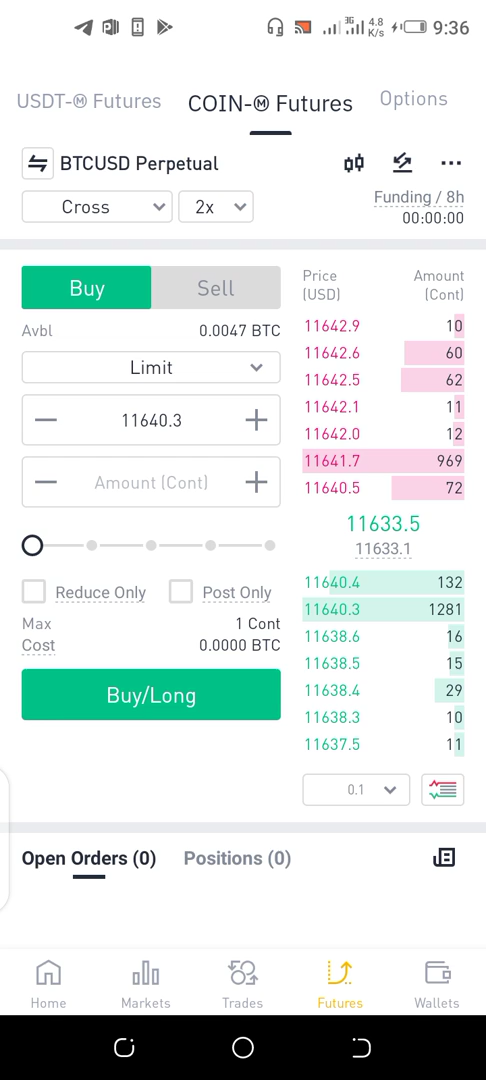 3G 4.8 K/s 9:36
USDT-Ⓜ Futures COIN-Ⓜ Futures Options
BTCUSD Perpetual
Cross 2x
Funding / 8h
00:00:00
Buy Sell
Avbl 0.0047 BTC
Limit
11640.3
Amount (Cont)
Reduce Only Post Only
Max 1 Cont
Cost 0.0000 BTC
Buy/Long
Price (USD) Amount (Cont)
11642.9 10
11642.6 60
11642.5 62
11642.1 11
11642.0 12
11641.7 969
11640.5 72
11633.5
11633.1
11640.4 132
11640.3 1281
11638.6 16
11638.5 15
11638.4 29
11638.3 10
11637.5 11
0.1
Open Orders (0) Positions (0)
Home Markets Trades Futures Wallets